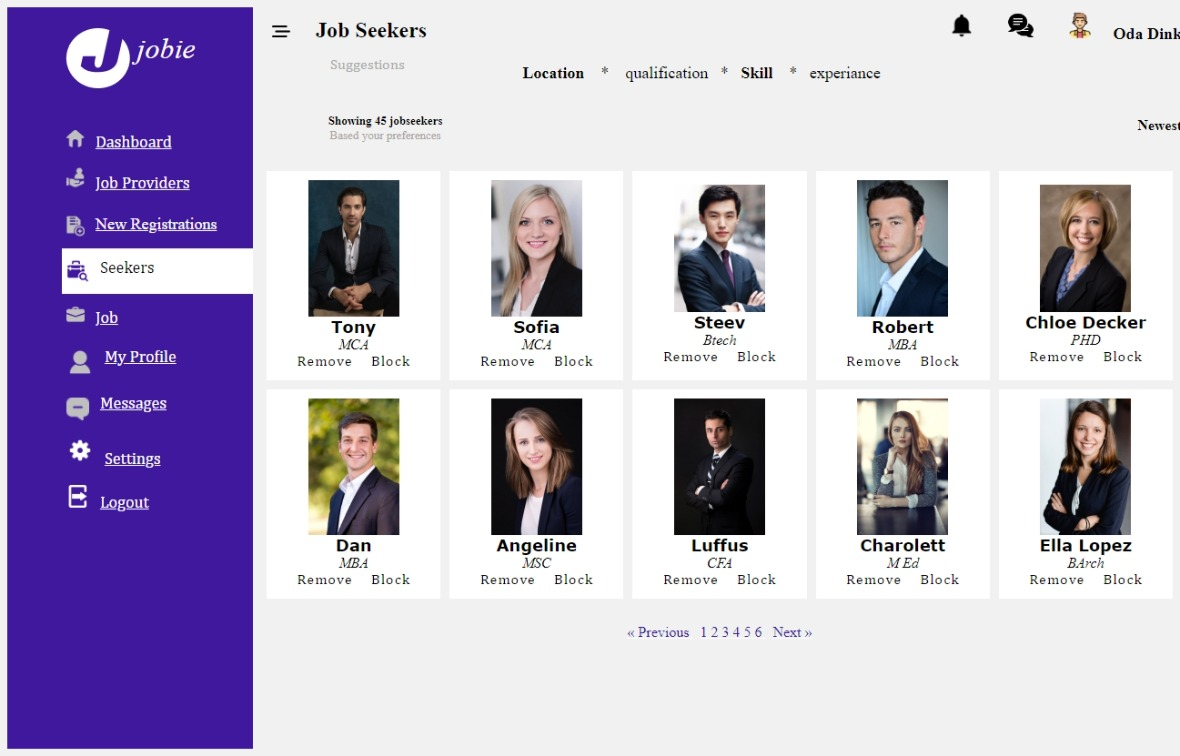 jobie
Job Seekers
Oda Dink
Suggestions
Location * qualification * Skill * experiance
Showing 45 jobseekers
Newest
Based your preferences
Dashboard
Job Providers
New Registrations
Seekers
Job
My Profile
Messages
Settings
Logout
Tony
MCA
Remove Block
Sofia
MCA
Remove Block
Steev
Btech
Remove Block
Robert
MBA
Remove Block
Chloe Decker
PHD
Remove Block
Dan
MBA
Remove Block
Angeline
MSC
Remove Block
Luffus
CFA
Remove Block
Charolett
M Ed
Remove Block
Ella Lopez
BArch
Remove Block
« Previous 1 2 3 4 5 6 Next »